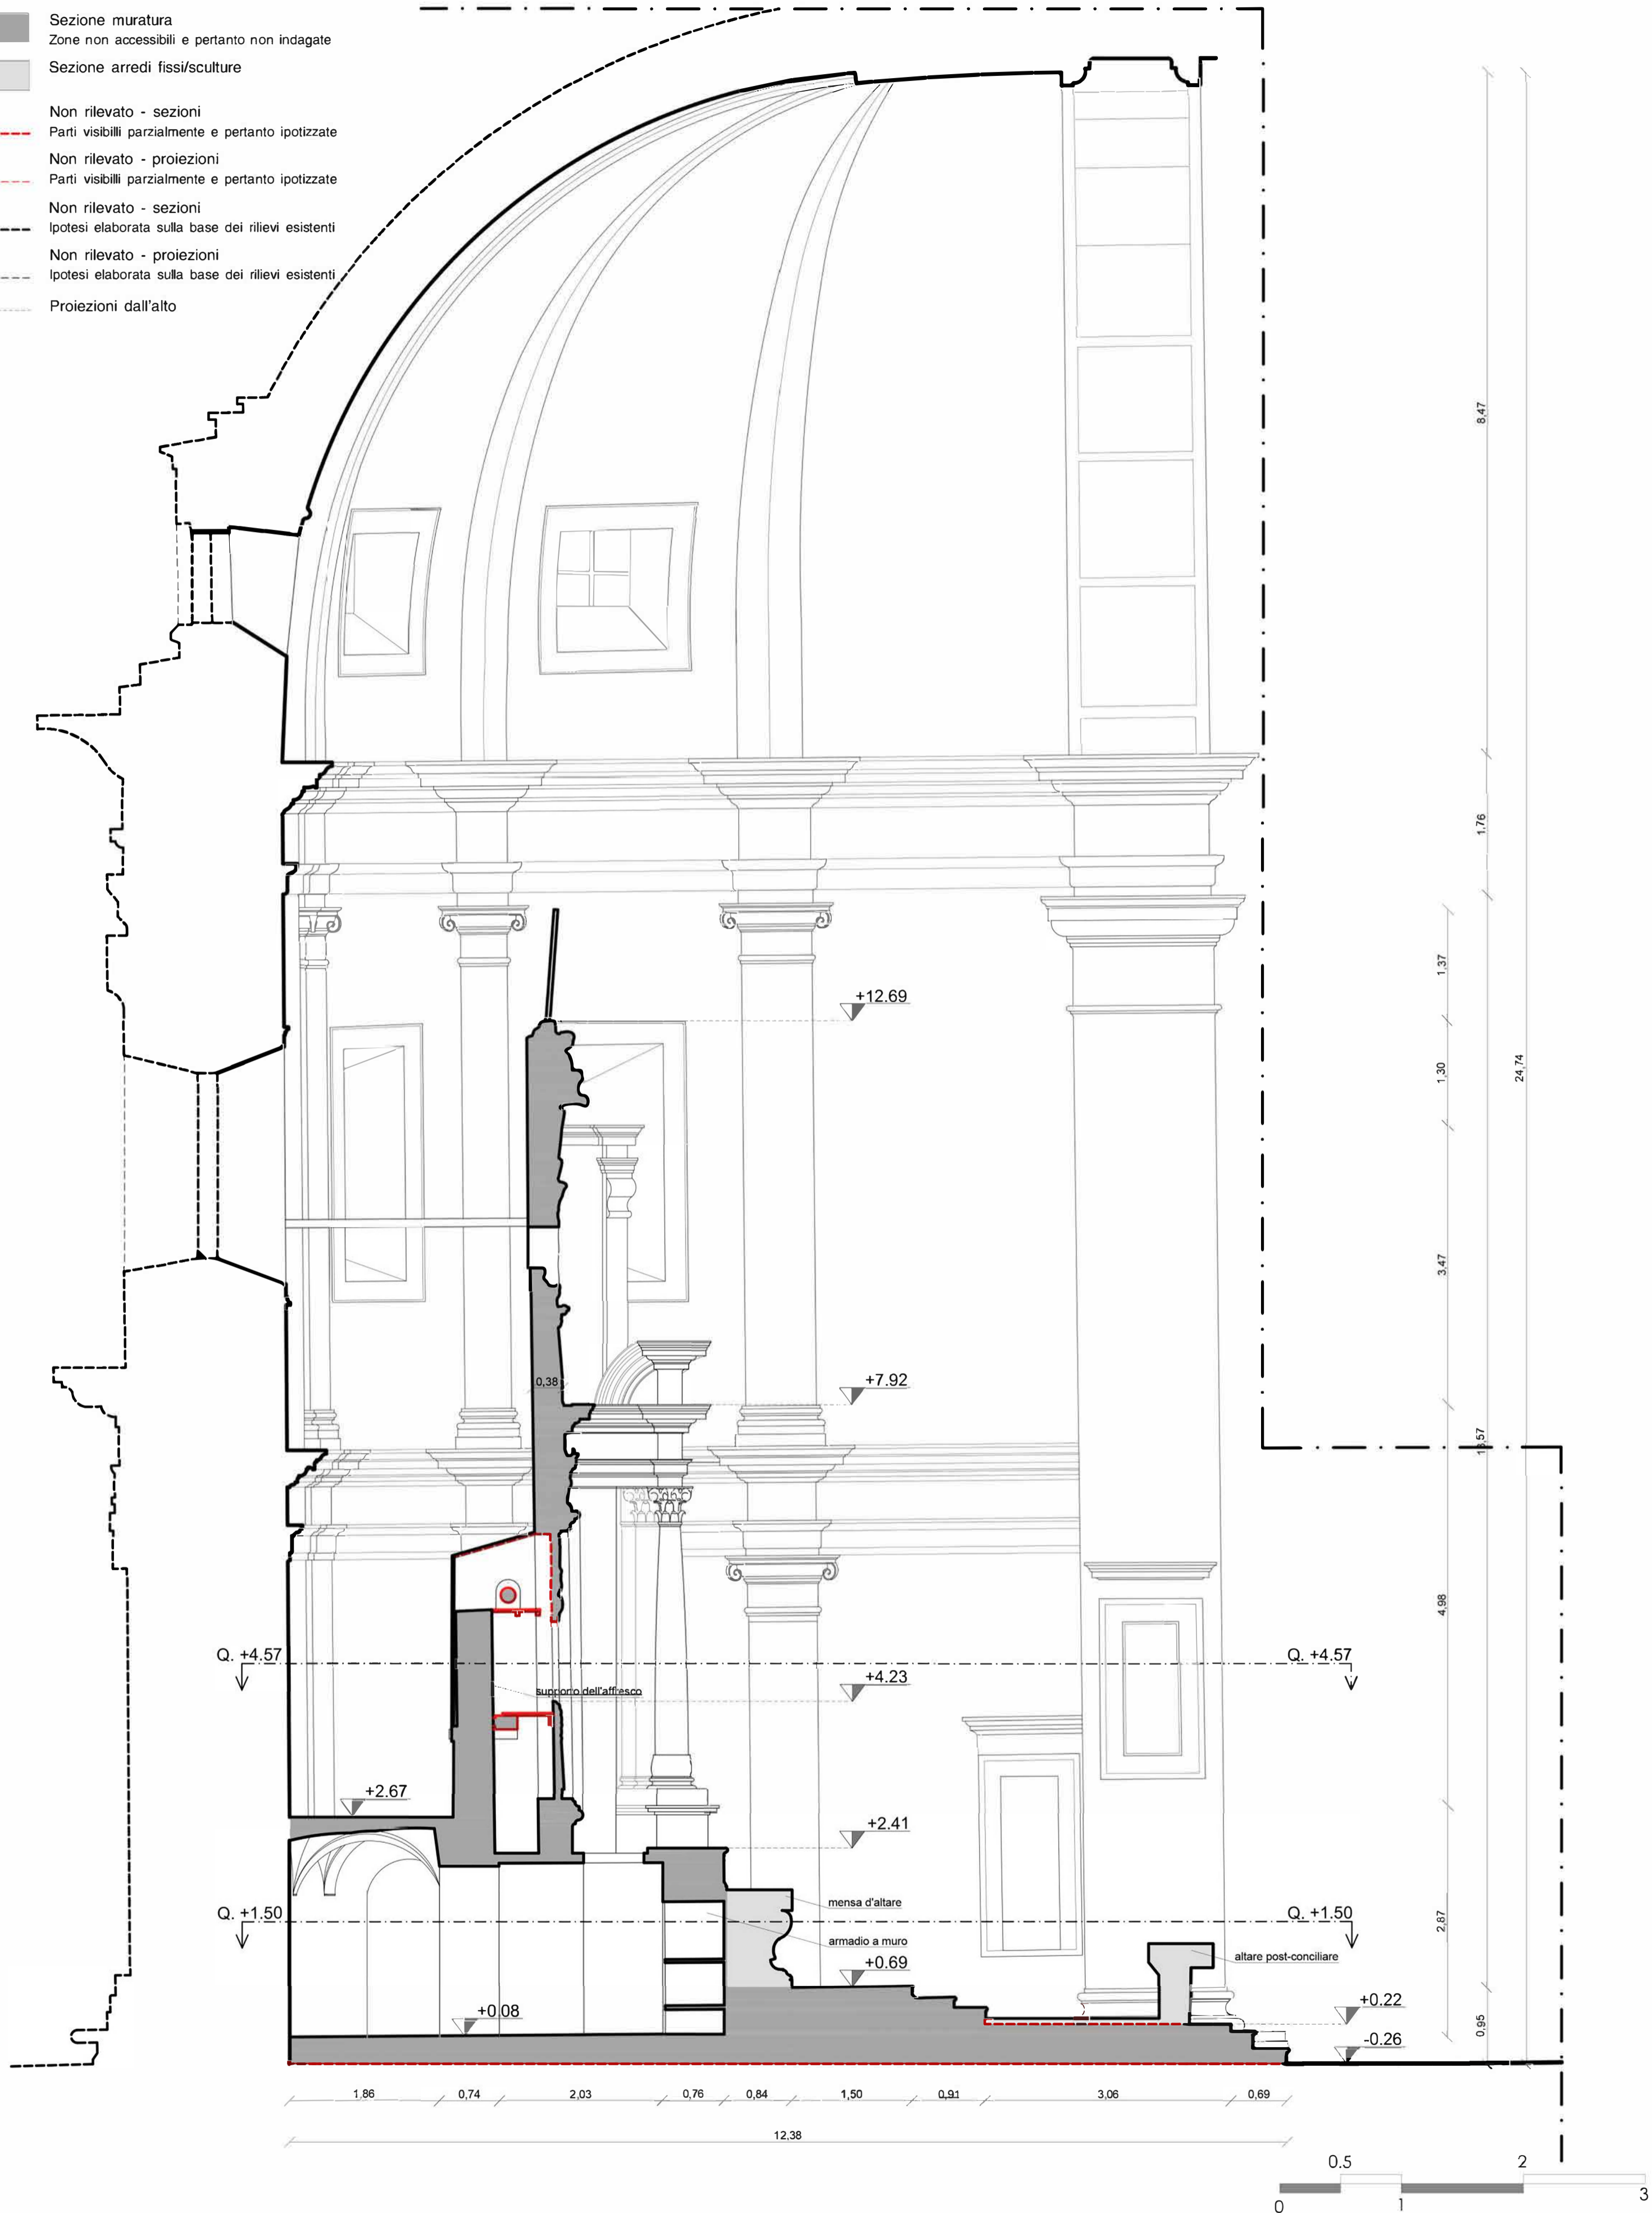 Sezione muratura
Zone non accessibili e pertanto non indagate
Sezione arredi fissi/sculture
Non rilevato - sezioni
Parti visibilli parzialmente e pertanto ipotizzate
Non rilevato - proiezioni
Parti visibilli parzialmente e pertanto ipotizzate
Non rilevato - sezioni
Ipotesi elaborata sulla base dei rilievi esistenti
Non rilevato - proiezioni
Ipotesi elaborata sulla base dei rilievi esistenti
Proiezioni dall'alto
8,47
1,76
1,37
+12.69
1,30
24,74
3,47
0,38
+7.92
4,98
Q. +4.57
Q. +4.57
+4.23
supporto dell'affresco
+2.67
+2.41
mensa d'altare
Q. +1.50
Q. +1.50
2,87
armadio a muro
altare post-conciliare
+0.69
+0.08
+0.22
0,95
-0.26
1,86 0,74 2,03 0,76 0,84 1,50 0,91 3,06 0,69
12,38
0.5 2
0 1 3